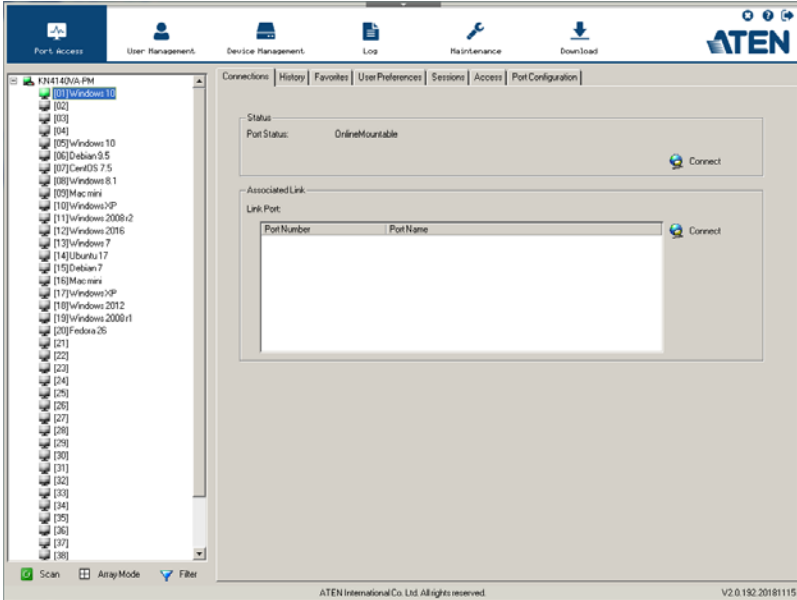 Port Access
User Management
Device Management
Log
Maintenance
Download
ATEN
KN4140VA-PM
[01]Windows 10
[02]
[03]
[04]
[05]Windows 10
[06]Debian 9.5
[07]CentOS 7.5
[08]Windows 8.1
[09]Mac mini
[10]Windows XP
[11]Windows 2008 r2
[12]Windows 2016
[13]Windows 7
[14]Ubuntu 17
[15]Debian 7
[16]Mac mini
[17]Windows XP
[18]Windows 2012
[19]Windows 2008 r1
[20]Fedora 26
[21]
[22]
[23]
[24]
[25]
[26]
[27]
[28]
[29]
[30]
[31]
[32]
[33]
[34]
[35]
[36]
[37]
[38]
Scan
Array Mode
Filter
Connections
History
Favorites
User Preferences
Sessions
Access
Port Configuration
Status
Port Status: OnlineMountable
Connect
Associated Link
Link Port:
Port Number Port Name
Connect
ATEN International Co. Ltd. All rights reserved.
V2.0.192.20181115